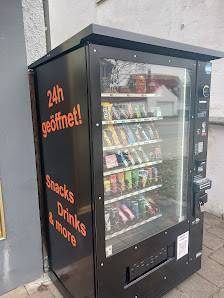 24h
geöffnet!
Snacks
Drinks
& more